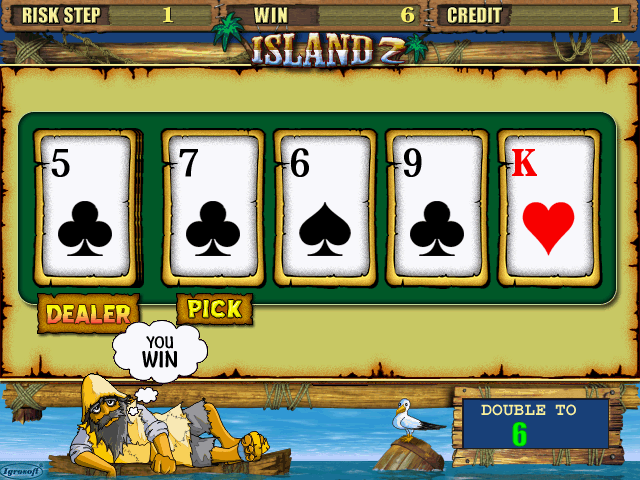 RISK STEP 1 WIN 6 CREDIT 1
ISLAND 2
5 7 6 9 K
DEALER PICK
YOU
WIN
DOUBLE TO
6
Igrosoft